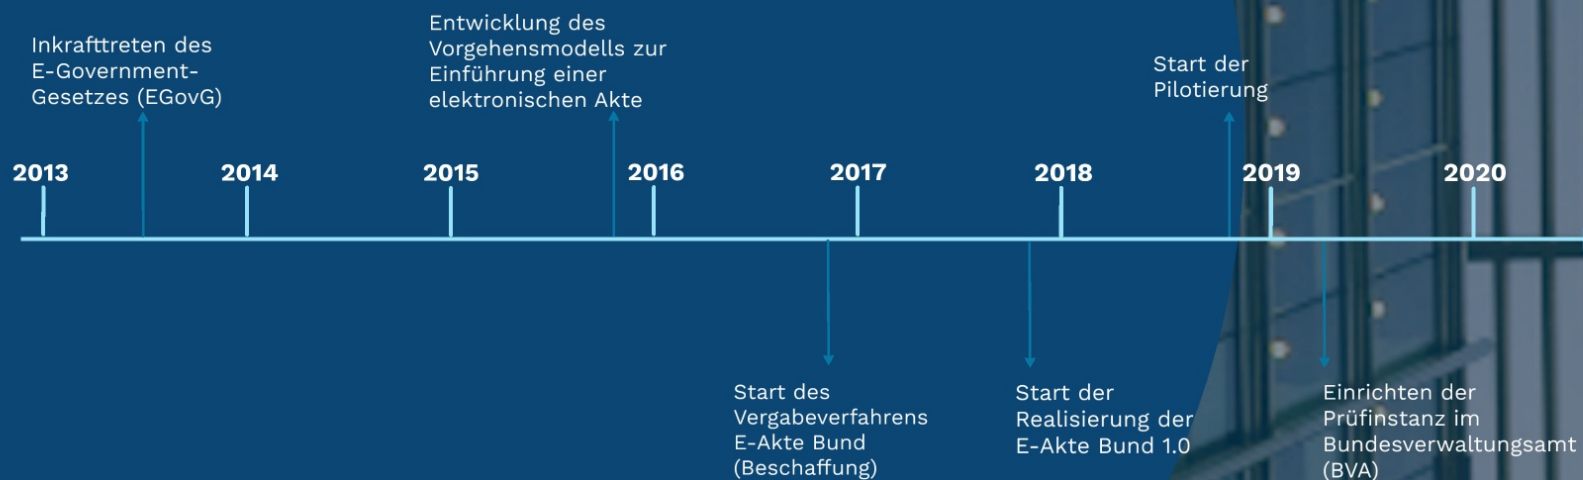 Inkrafttreten des
E-Government-
Gesetzes (EGovG)
Entwicklung des
Vorgehensmodells zur
Einführung einer
elektronischen Akte
Start der
Pilotierung
2013
2014
2015
2016
2017
2018
2019
2020
Start des
Vergabeverfahrens
E-Akte Bund
(Beschaffung)
Start der
Realisierung der
E-Akte Bund 1.0
Einrichten der
Prüfinstanz im
Bundesverwaltungsamt
(BVA)